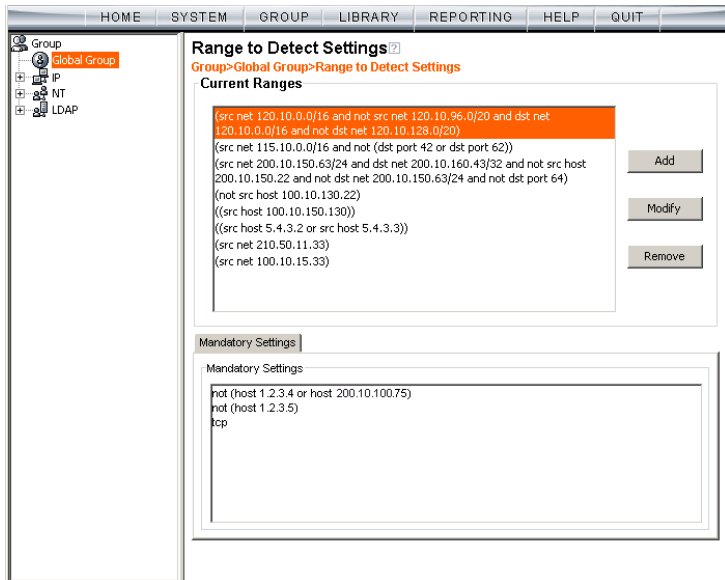 HOME SYSTEM GROUP LIBRARY REPORTING HELP QUIT
Group
Global Group
IP
NT
LDAP
Range to Detect Settings?
Group>Global Group>Range to Detect Settings
Current Ranges
(src net 120.10.0.0/16 and not src net 120.10.96.0/20 and dst net
120.10.0.0/16 and not dst net 120.10.128.0/20)
(src net 115.10.0.0/16 and not (dst port 42 or dst port 62))
(src net 200.10.150.63/24 and dst net 200.10.160.43/32 and not src host
200.10.150.22 and not dst net 200.10.150.63/24 and not dst port 64)
(not src host 100.10.130.22)
((src host 100.10.150.130))
((src host 5.4.3.2 or src host 5.4.3.3))
(src net 210.50.11.33)
(src net 100.10.15.33)
Add
Modify
Remove
Mandatory Settings
Mandatory Settings
not (host 1.2.3.4 or host 200.10.100.75)
not (host 1.2.3.5)
tcp